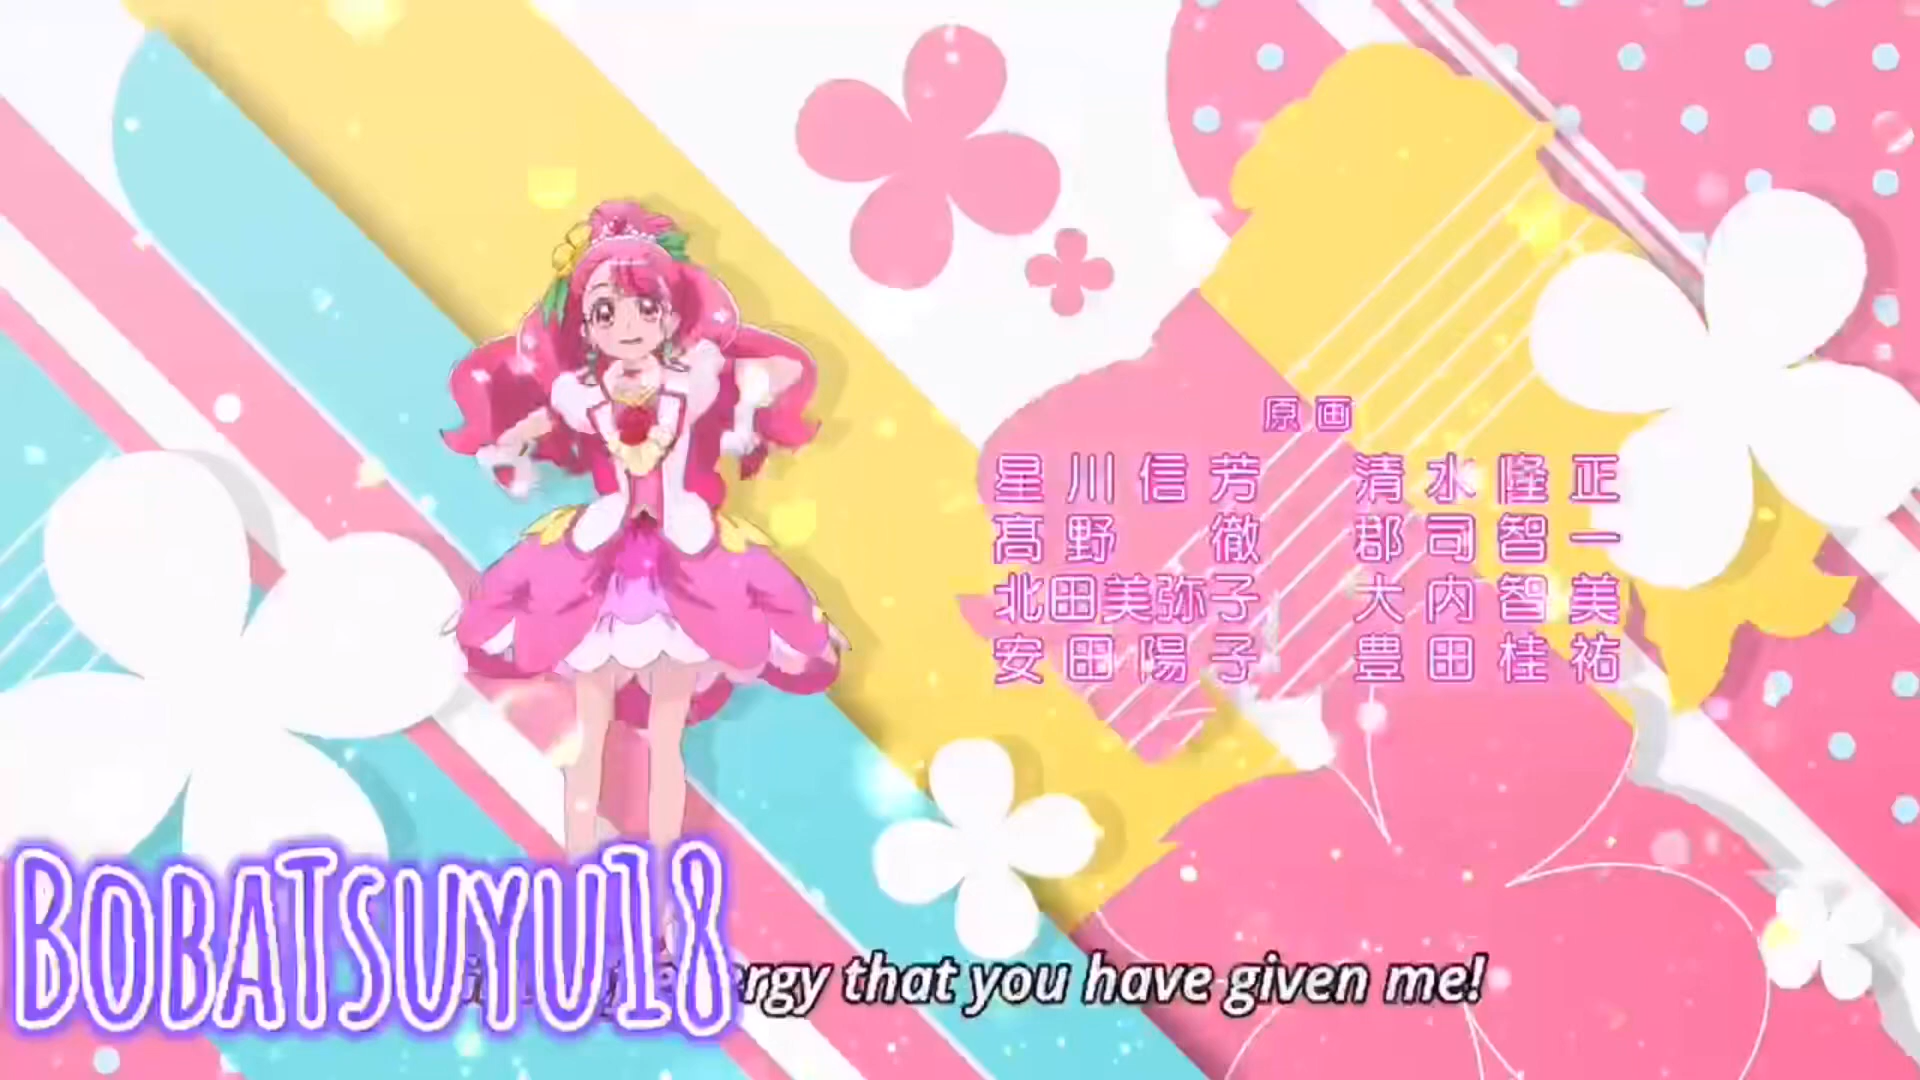 原画
星川信芳 清水隆正
髙野 徹 郡司智一
北田美弥子 大内智美
安田陽子 豊田桂祐
BOBATSUYU18
that you have given me!